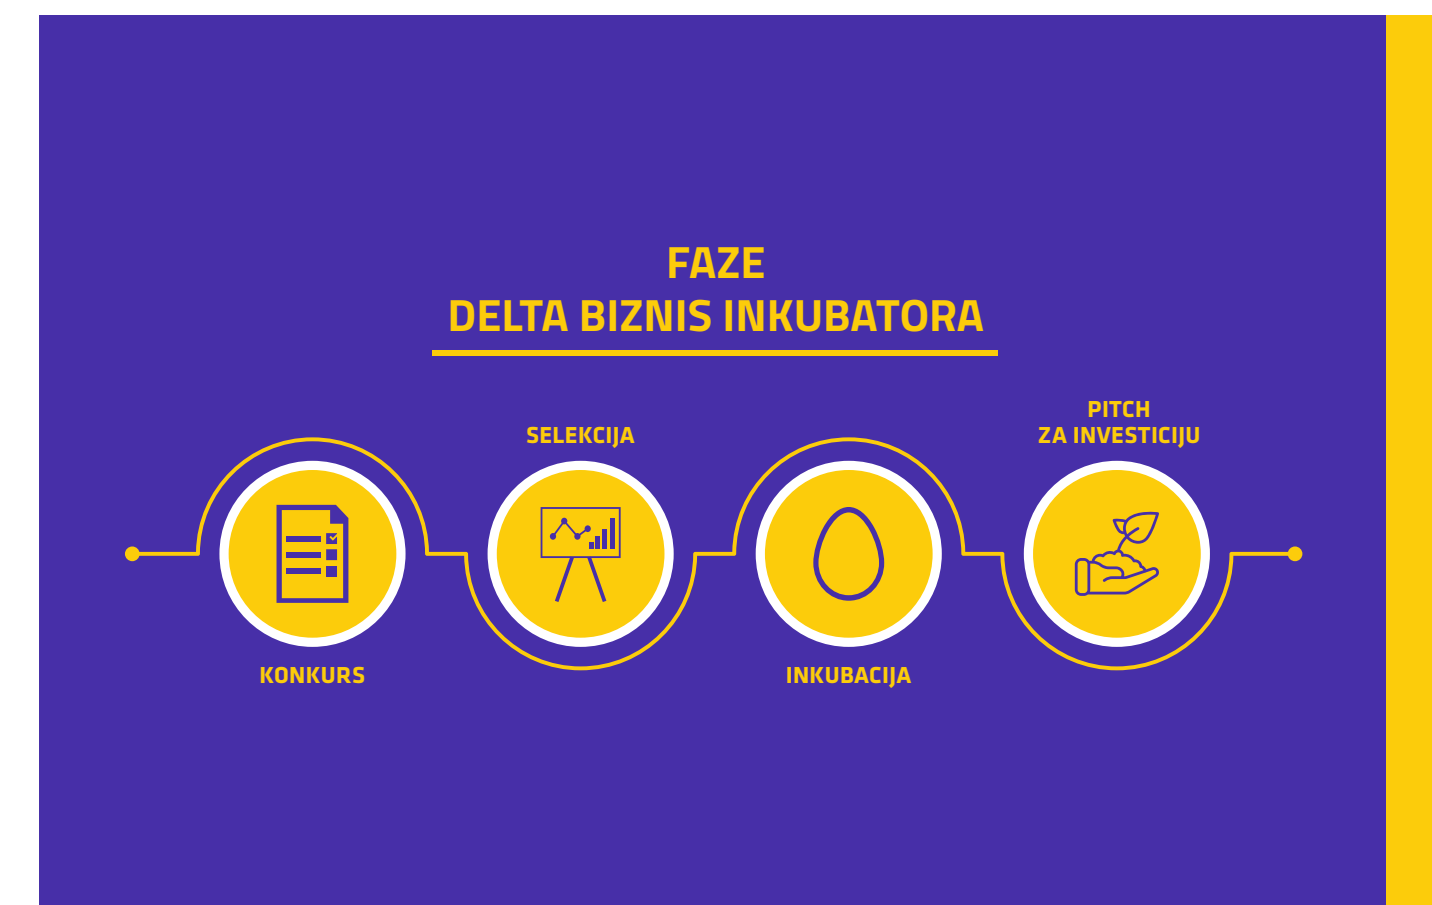 FAZE
DELTA BIZNIS INKUBATORA
KONKURS
SELEKCIJA
INKUBACIJA
PITCH
ZA INVESTICIJU